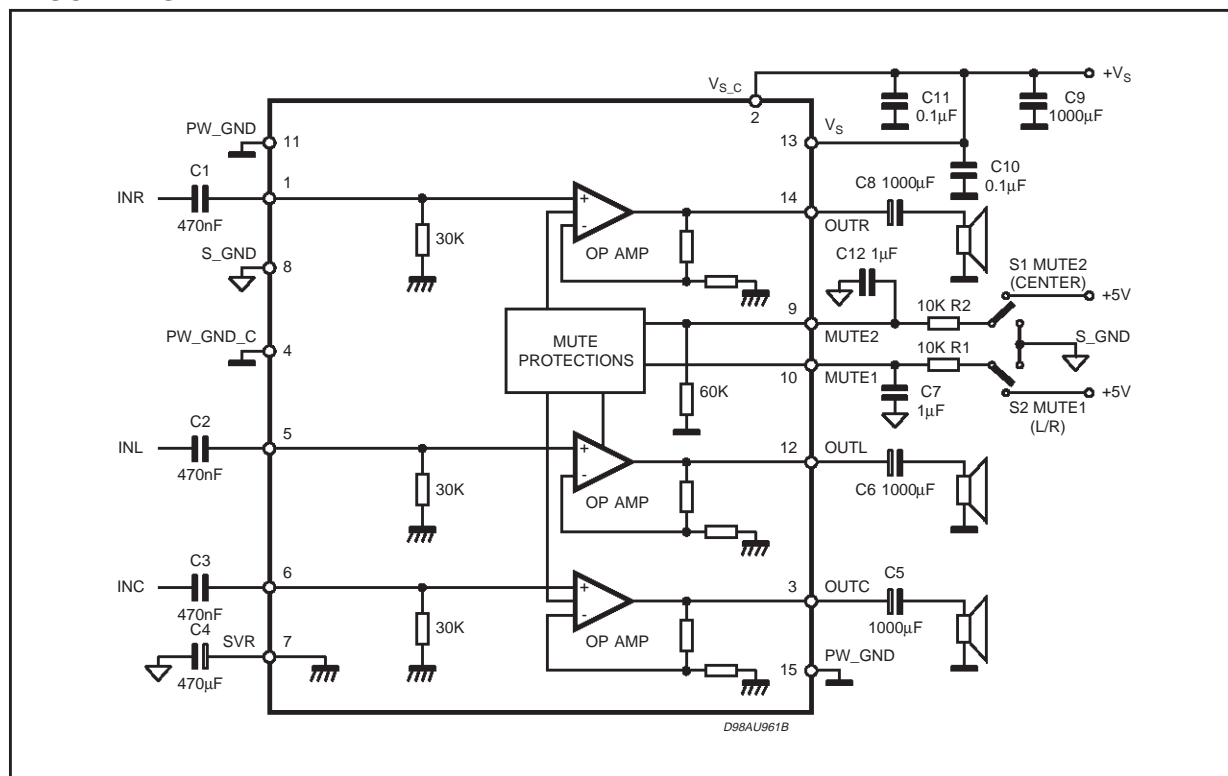 +VS
VS_C
2
C11
0.1µF
C9
1000µF
PW_GND
11
VS
13
C10
0.1µF
C1
INR
470nF
1
30K
+
-
OP AMP
14
OUTR
C8 1000µF
S_GND
8
C12 1µF
S1 MUTE2
(CENTER)
+5V
9
MUTE2
10K R2
S_GND
PW_GND_C
4
MUTE
PROTECTIONS
60K
10
MUTE1
10K R1
C7
1µF
+5V
S2 MUTE1
(L/R)
C2
INL
470nF
5
30K
+
-
OP AMP
12
OUTL
C6 1000µF
C3
INC
470nF
6
30K
+
-
OP AMP
3
OUTC
C5
1000µF
C4
470µF
SVR
7
15
PW_GND
D98AU961B